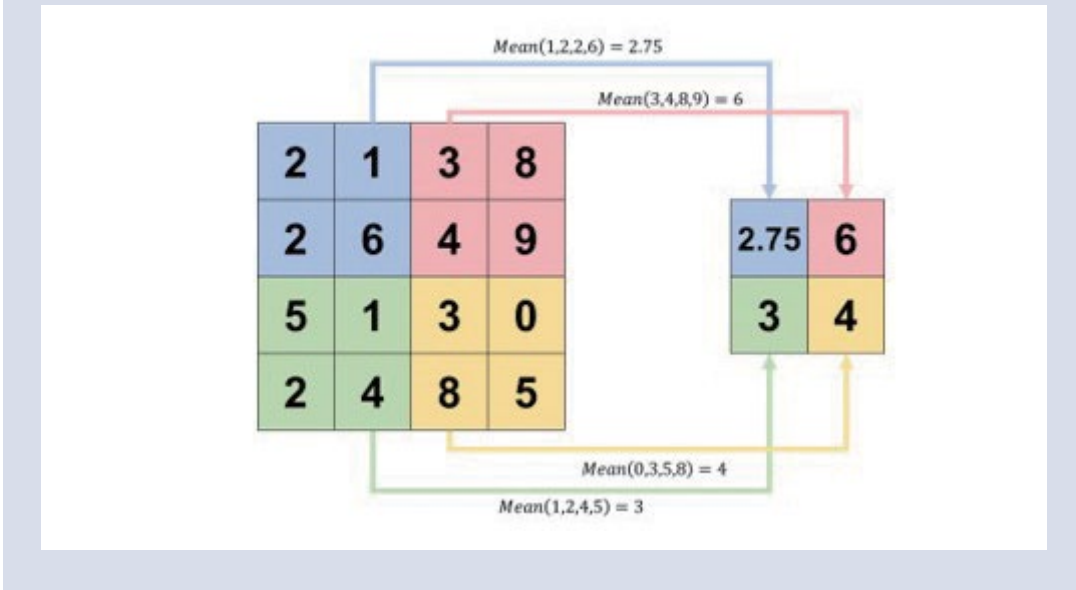 Mean(1,2,2,6) = 2.75
Mean(3,4,8,9) = 6
2 1 3 8
2 6 4 9
2.75 6
5 1 3 0
3 4
2 4 8 5
Mean(0,3,5,8) = 4
Mean(1,2,4,5) = 3